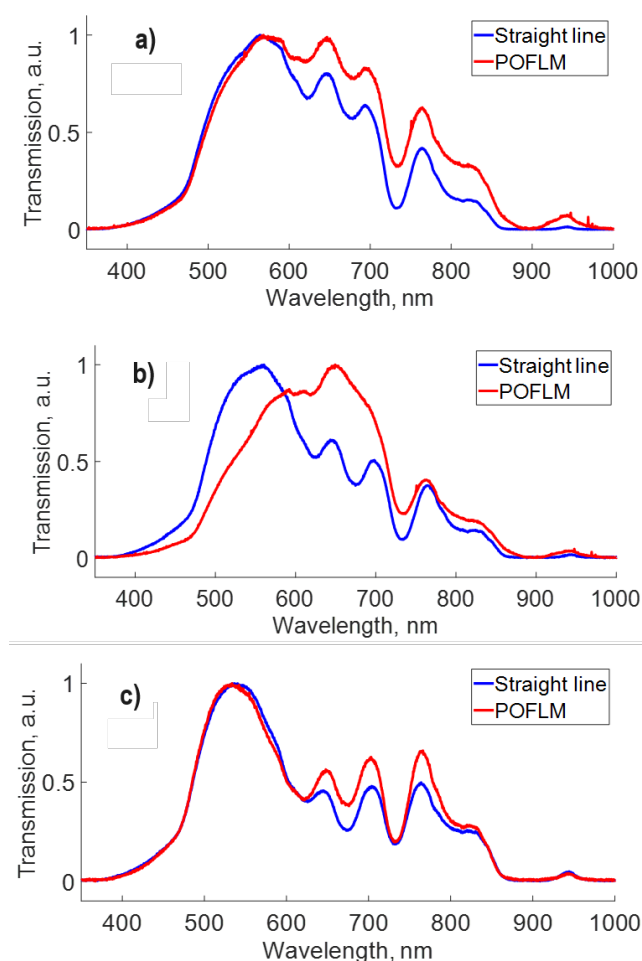 a)
Straight line
POFLM
Transmission, a.u.
1
0.5
0
400 500 600 700 800 900 1000
Wavelength, nm
b)
Straight line
POFLM
Transmission, a.u.
1
0.5
0
400 500 600 700 800 900 1000
Wavelength, nm
c)
Straight line
POFLM
Transmission, a.u.
1
0.5
0
400 500 600 700 800 900 1000
Wavelength, nm